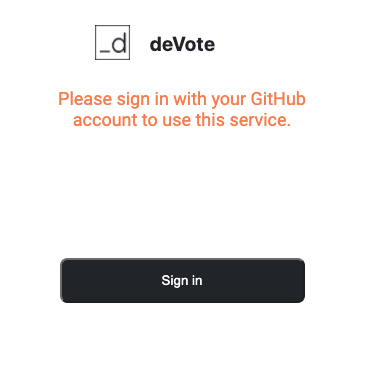 _d deVote
Please sign in with your GitHub
account to use this service.
Sign in